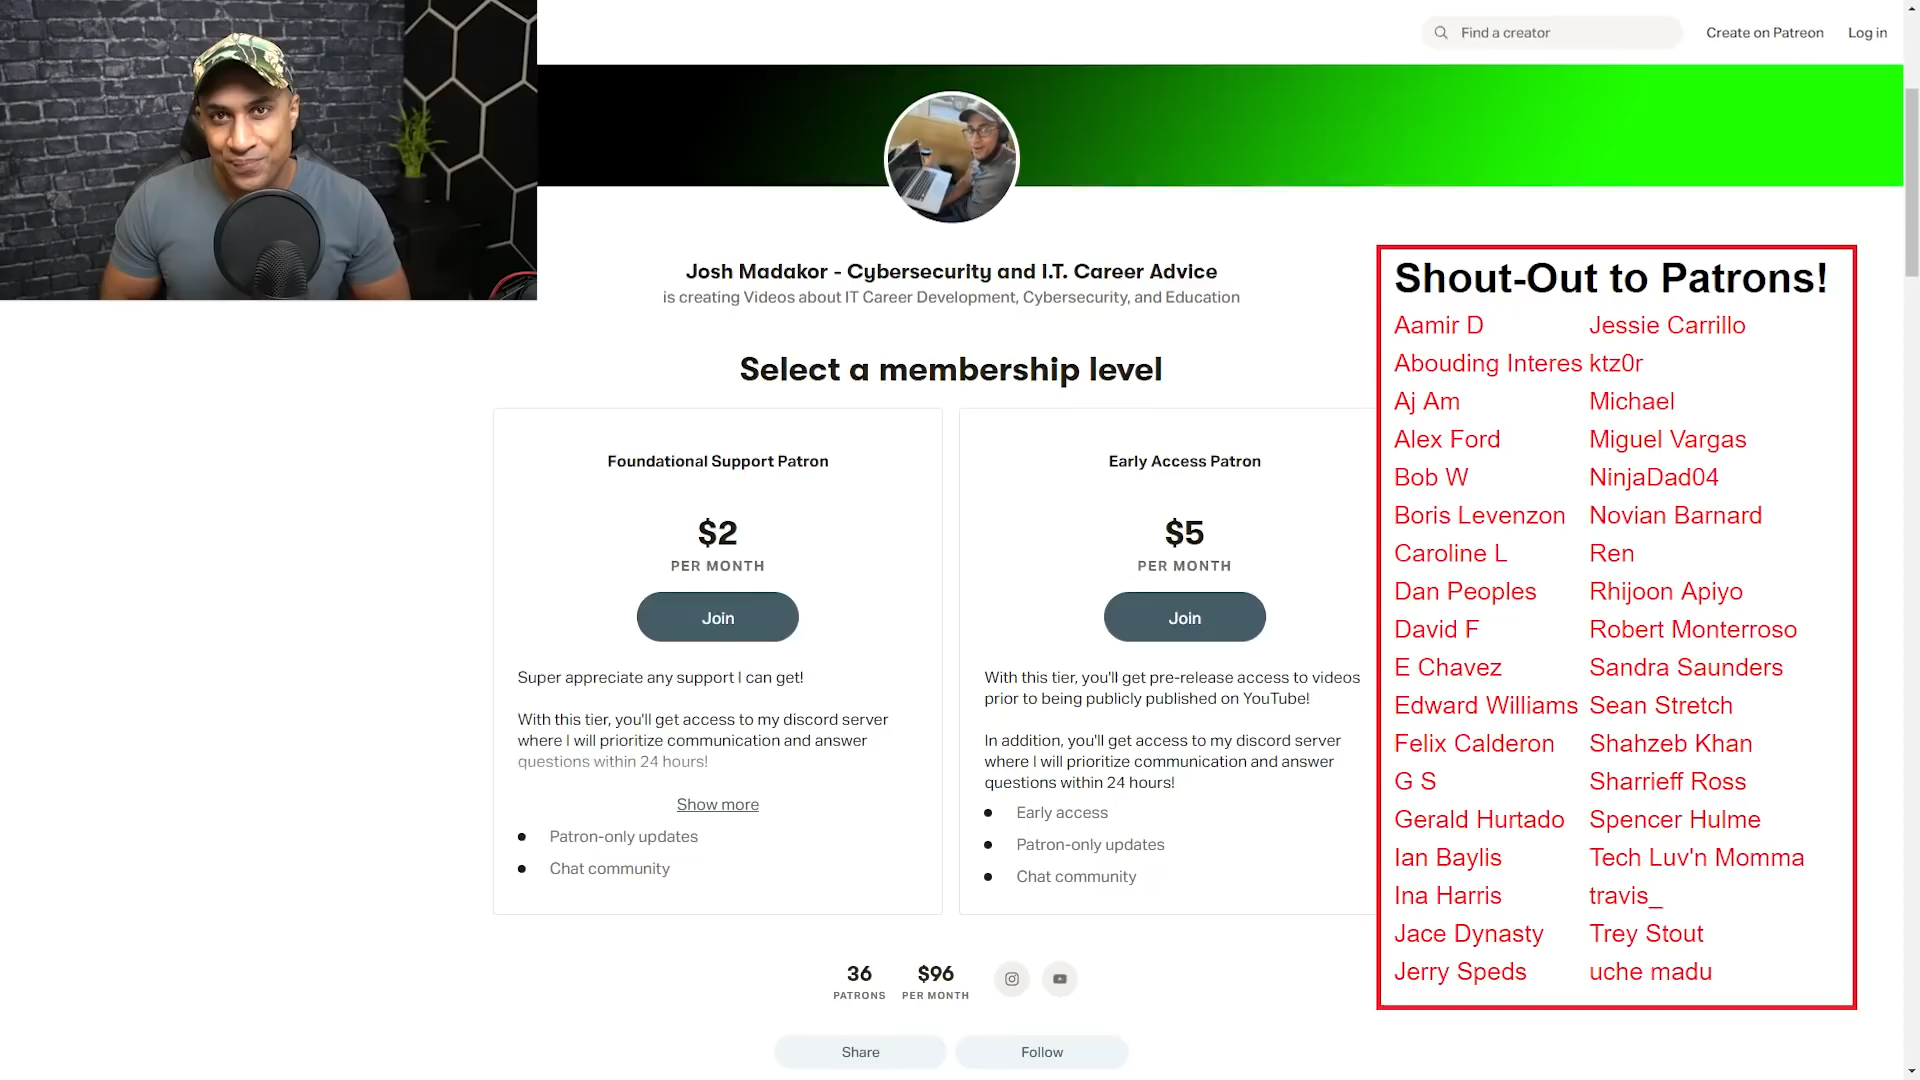 Find a creator
Create on Patreon
Log in
Josh Madakor - Cybersecurity and I.T. Career Advice
is creating Videos about IT Career Development, Cybersecurity, and Education
Select a membership level
Foundational Support Patron
$2
PER MONTH
Join
Super appreciate any support I can get!
With this tier, you'll get access to my discord server
where I will prioritize communication and answer
questions within 24 hours!
Show more
Patron-only updates
Chat community
Early Access Patron
$5
PER MONTH
Join
With this tier, you'll get pre-release access to videos
prior to being publicly published on YouTube!
In addition, you'll get access to my discord server
where I will prioritize communication and answer
questions within 24 hours!
Early access
Patron-only updates
Chat community
36
PATRONS
$96
PER MONTH
Share
Follow
Shout-Out to Patrons!
Aamir D
Abouding Interes
Aj Am
Alex Ford
Bob W
Boris Levenzon
Caroline L
Dan Peoples
David F
E Chavez
Edward Williams
Felix Calderon
G S
Gerald Hurtado
Ian Baylis
Ina Harris
Jace Dynasty
Jerry Speds
Jessie Carrillo
ktz0r
Michael
Miguel Vargas
NinjaDad04
Novian Barnard
Ren
Rhijoon Apiyo
Robert Monterroso
Sandra Saunders
Sean Stretch
Shahzeb Khan
Sharrieff Ross
Spencer Hulme
Tech Luv'n Momma
travis_
Trey Stout
uche madu